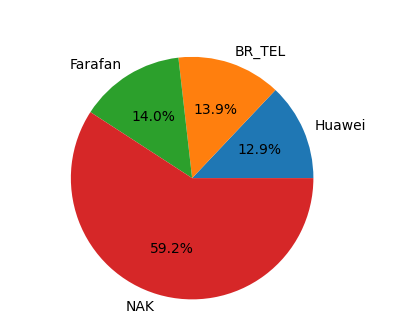 BR_TEL
Farafan
13.9%
14.0%
Huawei
12.9%
59.2%
NAK